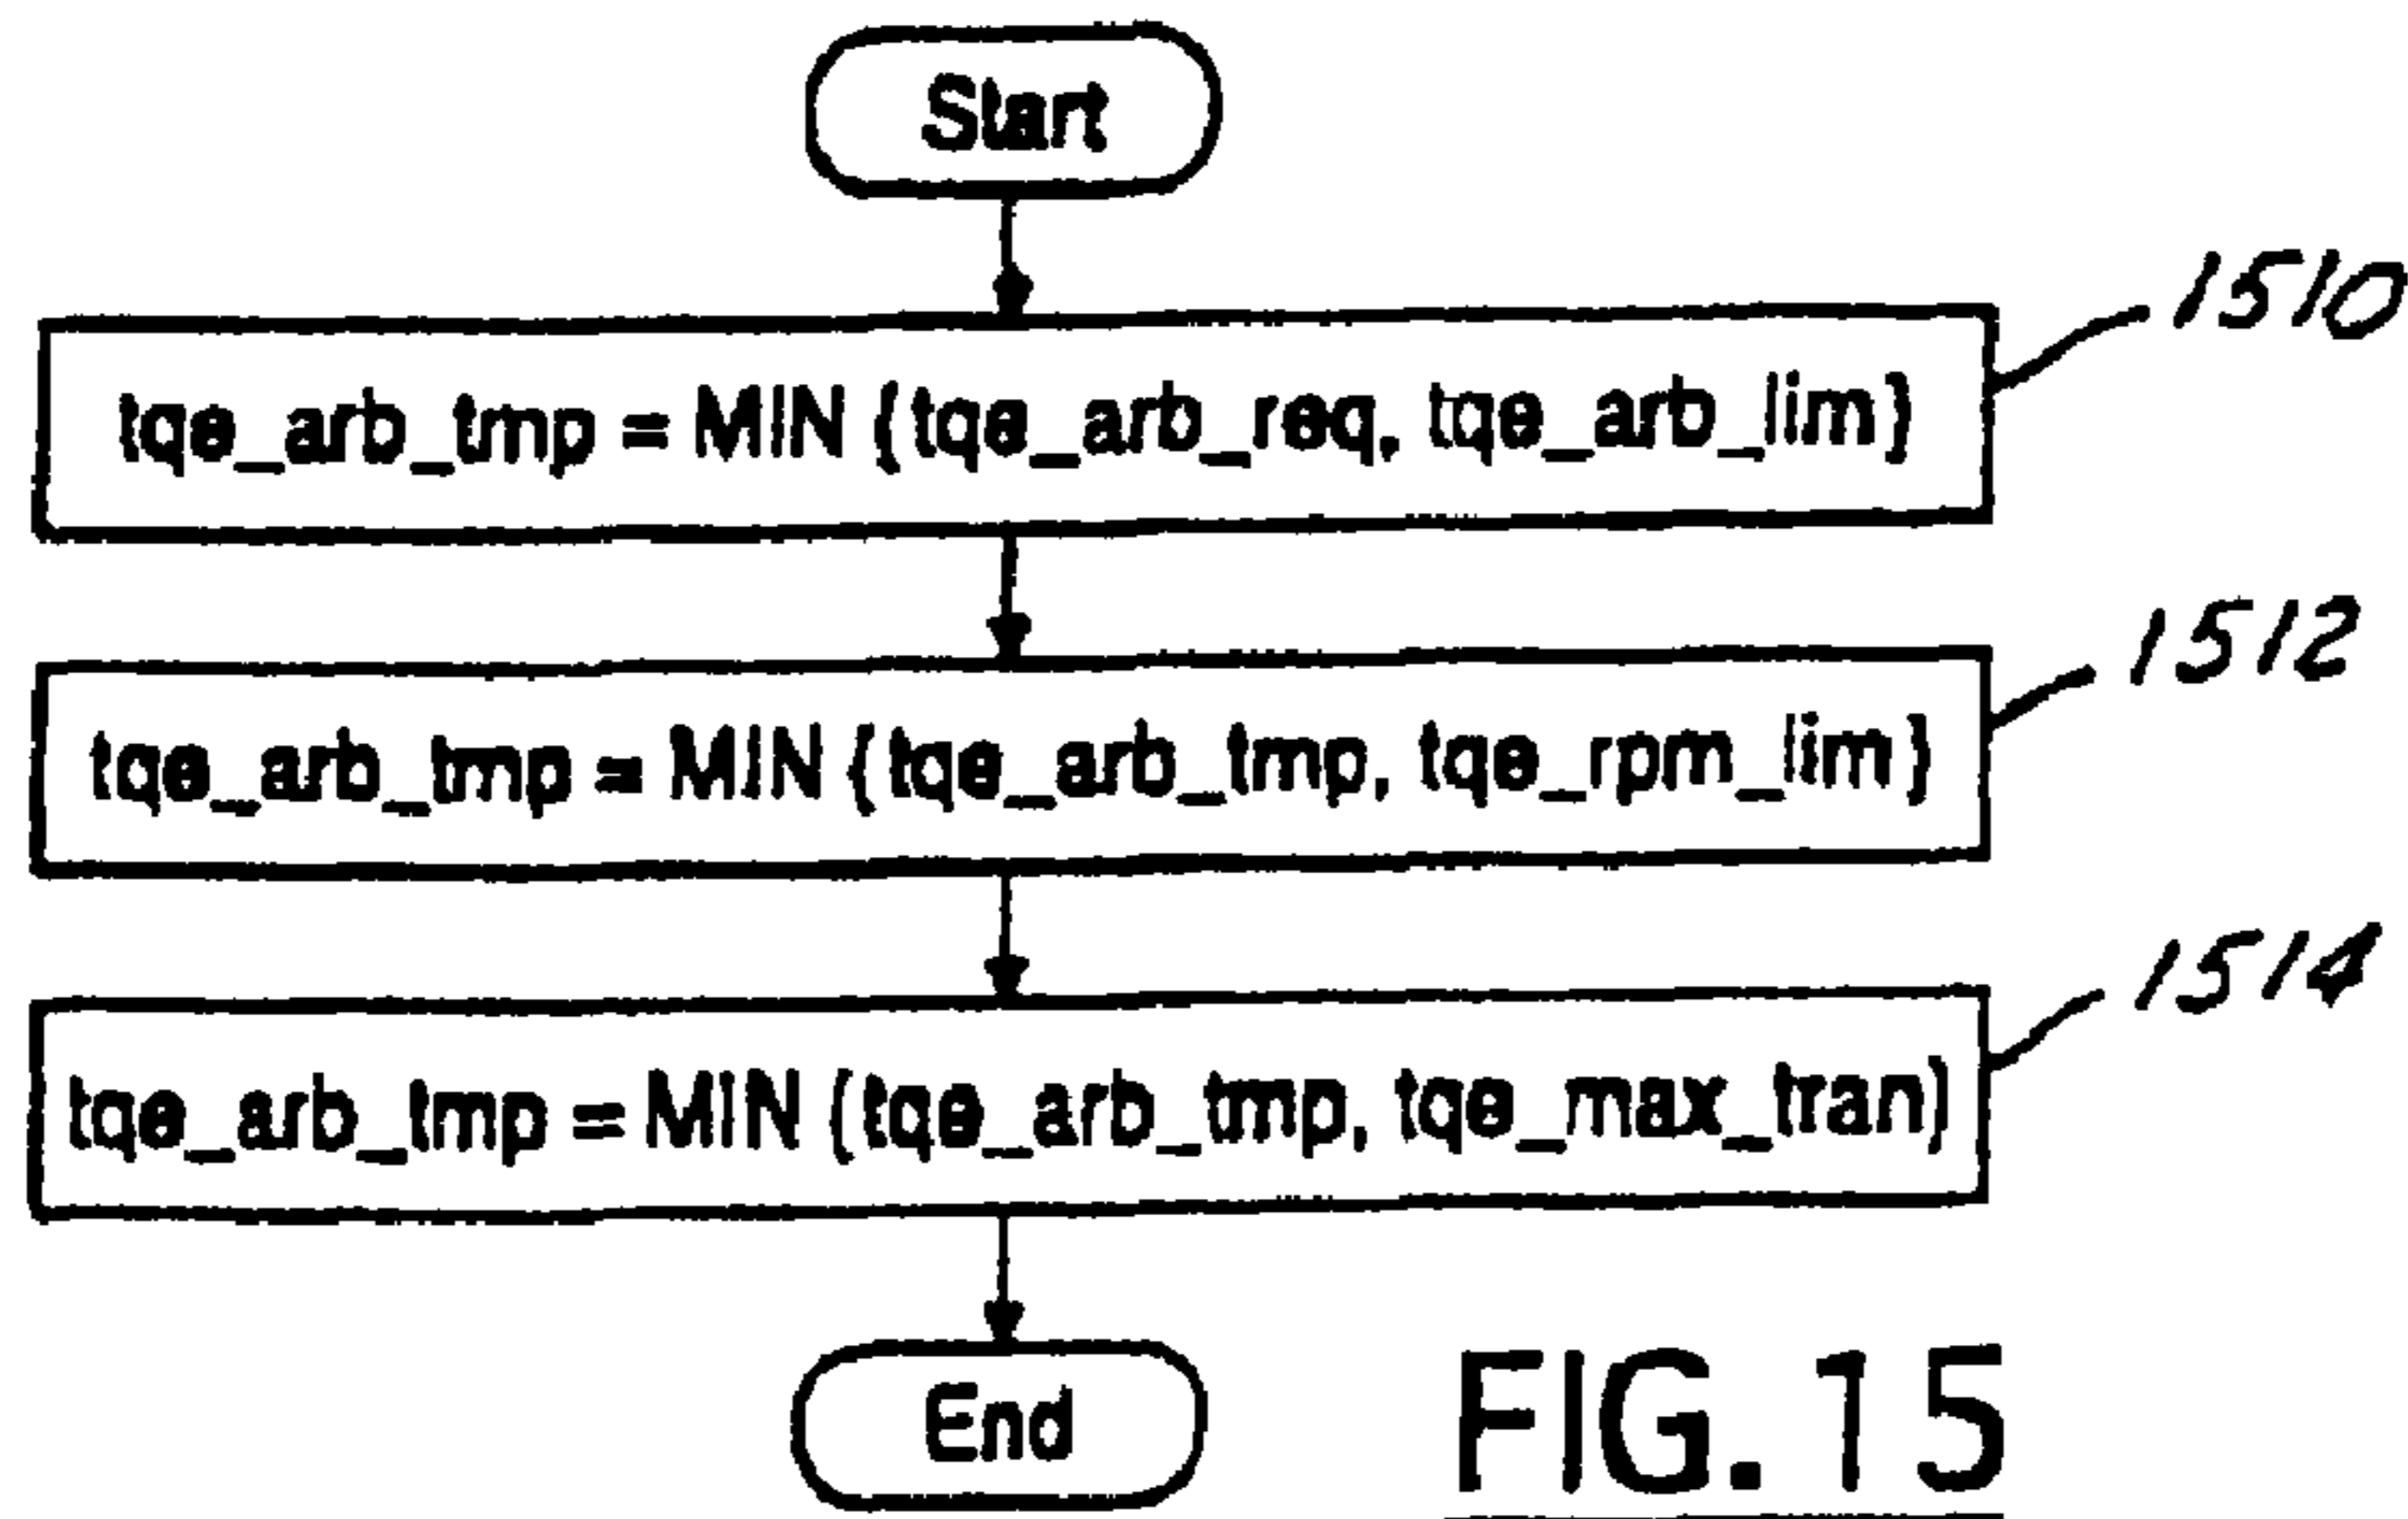 Start
1510
tqe_arb_tmp = MIN (tqe_arb_req, tqe_arb_lim)
1512
tqe_arb_tmp = MIN (tqe_arb_tmp, tqe_rpm_lim)
1514
tqe_arb_tmp = MIN (tqe_arb_tmp, tqe_max_tran)
End
FIG.15